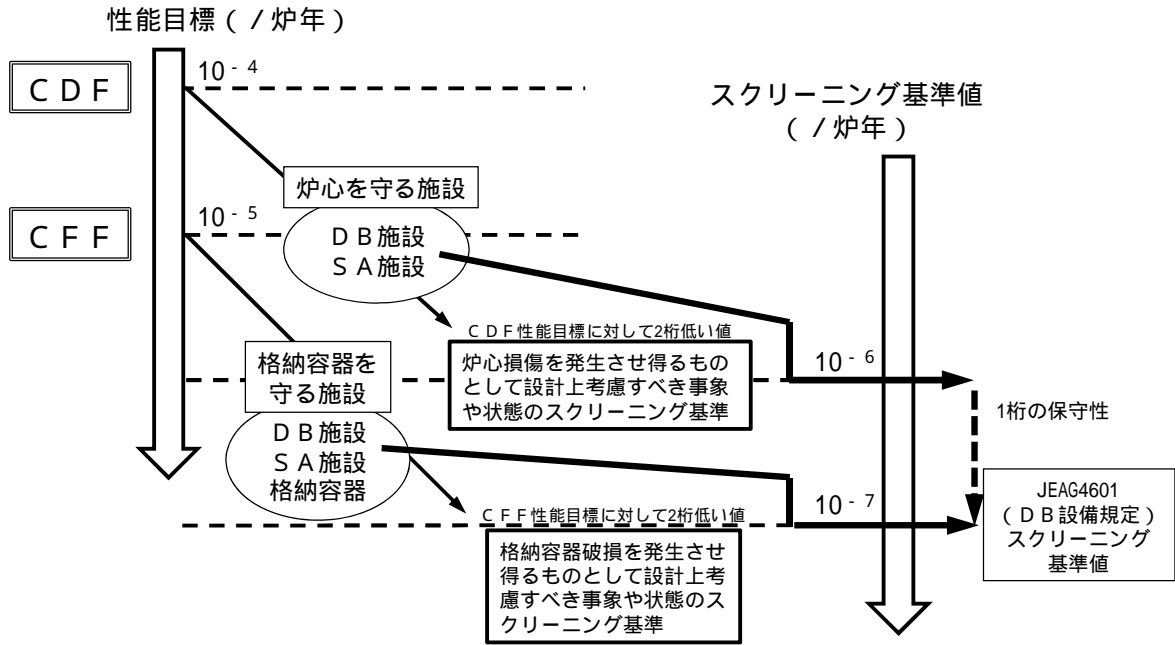 性能目標(/炉年)
CDF
10-4
スクリーニング基準値
(/炉年)
炉心を守る施設
CFF
10-5
DB施設
SA施設
CDF性能目標に対して2桁低い値
炉心損傷を発生させ得るもの
として設計上考慮すべき事象
や状態のスクリーニング基準
10-6
格納容器を
守る施設
1桁の保守性
DB施設
SA施設
格納容器
CFF性能目標に対して2桁低い値
10-7
JEAG4601
(DB設備規定)
スクリーニング
基準値
格納容器破損を発生させ
得るものとして設計上考
慮すべき事象や状態のス
クリーニング基準